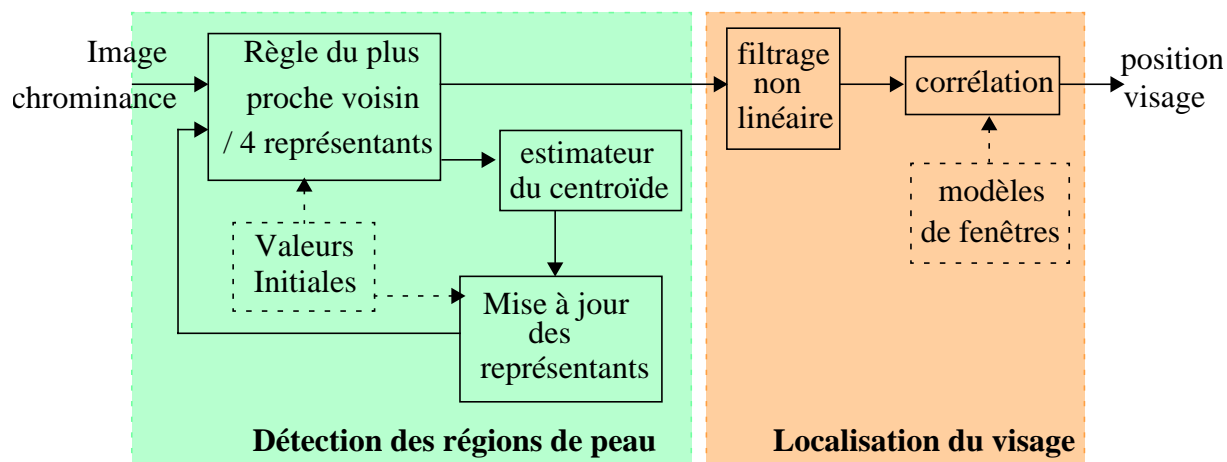 Image
chrominance
Règle du plus
proche voisin
/ 4 représentants
estimateur
du centroïde
Valeurs
Initiales
Mise à jour
des
représentants
Détection des régions de peau
filtrage
non
linéaire
corrélation
position
visage
modèles
de fenêtres
Localisation du visage